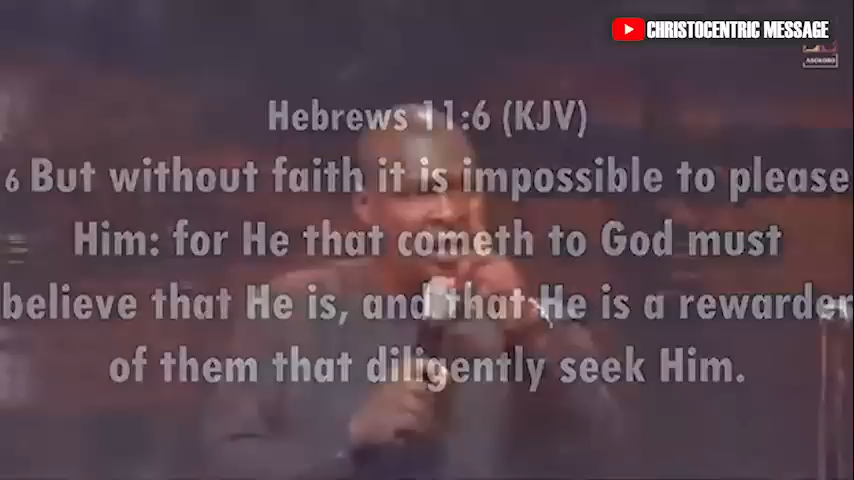 CHRISTOCENTRIC MESSAGE
ASOKORO
Hebrews 11:6 (KJV)
6 But without faith it is impossible to please
Him: for He that cometh to God must
believe that He is, and that He is a rewarder
of them that diligently seek Him.